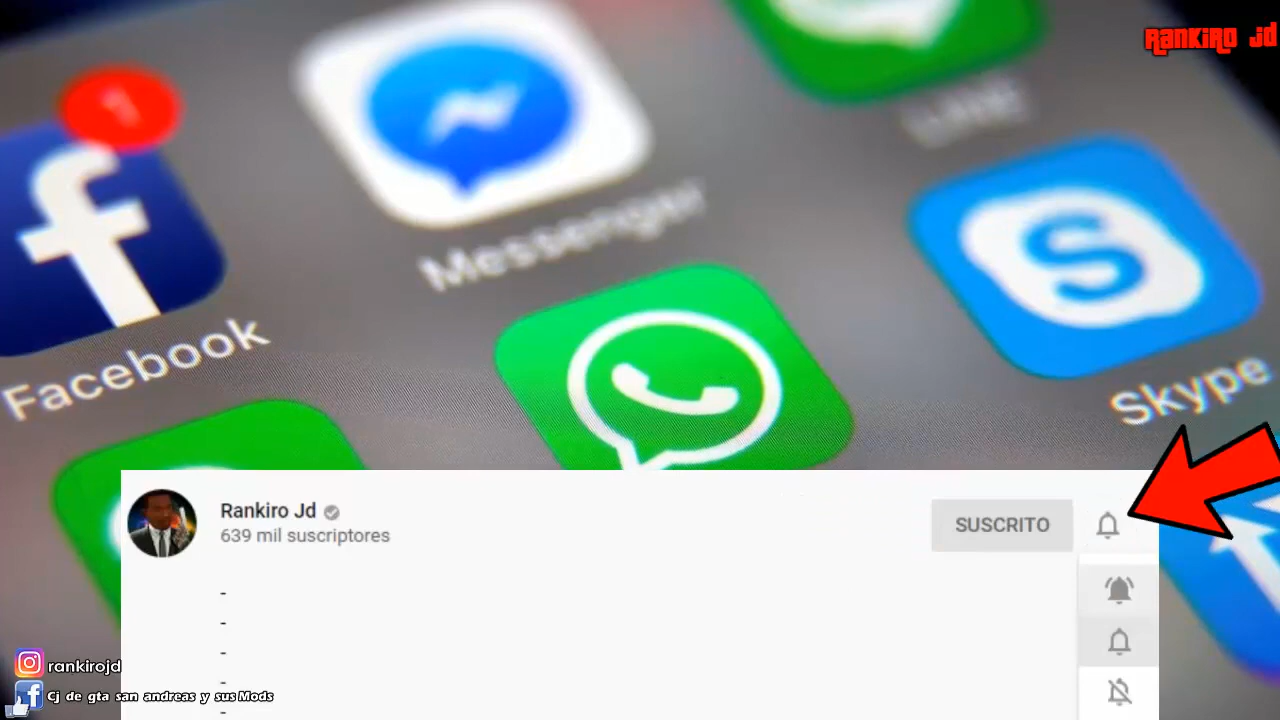 Rankiro Jd
1
LINE
Messenger
Facebook
Skype
Rankiro Jd
639 mil suscriptores
SUSCRITO
-
-
-
-
-
rankirojd
Cj de gta san andreas y sus Mods